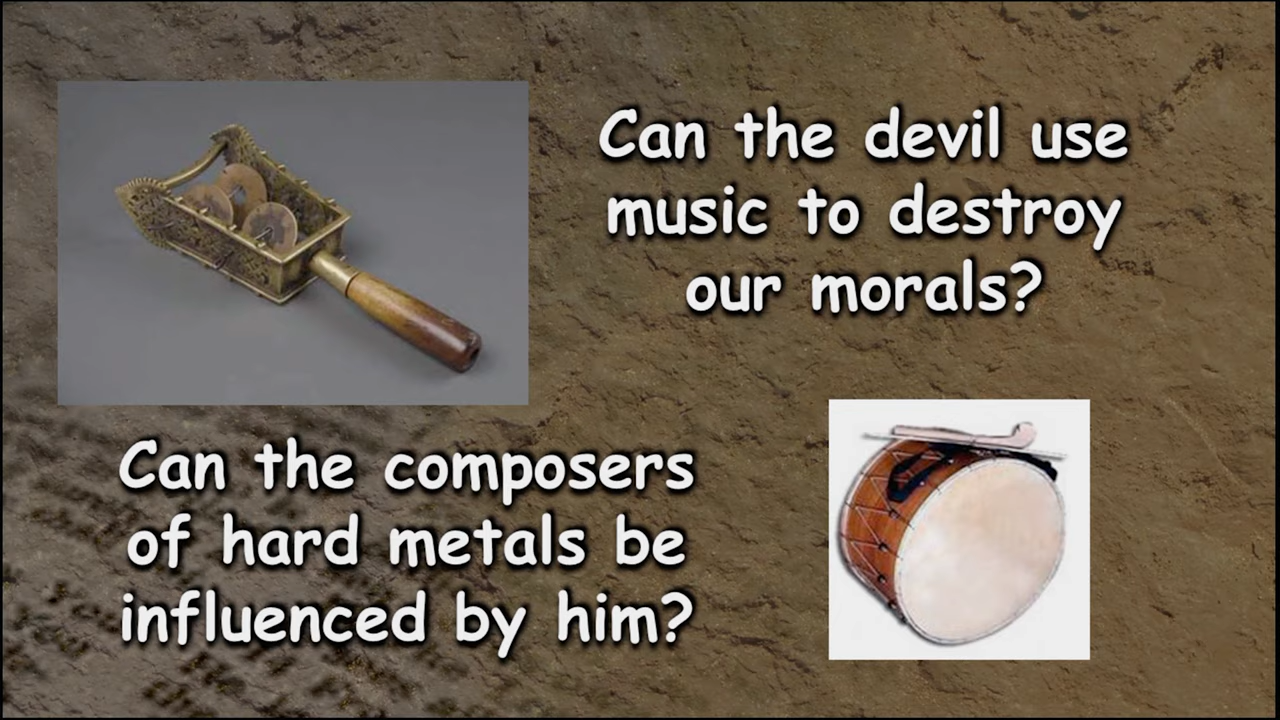 Can the devil use
music to destroy
our morals?
Can the composers
of hard metals be
influenced by him?